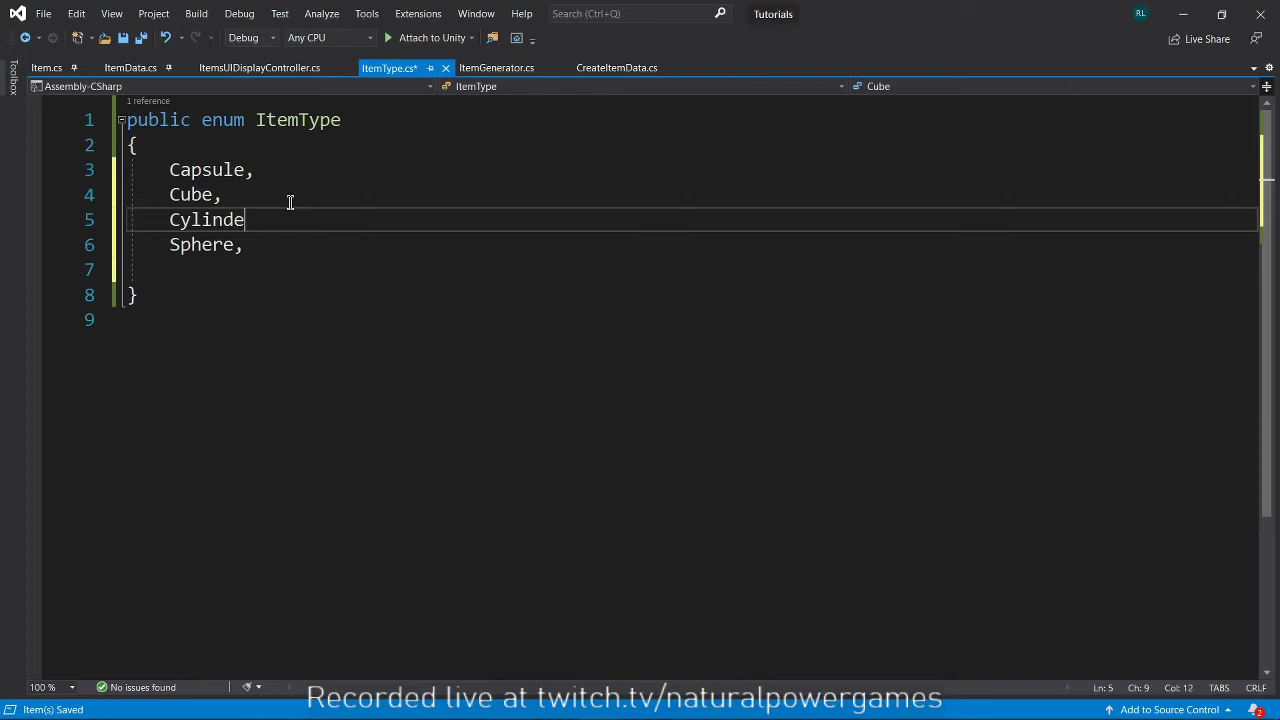 File Edit View Project Build Debug Test Analyze Tools Extensions Window Help Search (Ctrl+Q) Tutorials RL
Debug Any CPU Attach to Unity Live Share
Toolbox
Item.cs ItemData.cs ItemsUIDisplayController.cs ItemType.cs* ItemGenerator.cs CreateItemData.cs
Assembly-CSharp ItemType Cube
1 reference
1 public enum ItemType
2 {
3 Capsule,
4 Cube,
5 Cylinde
6 Sphere,
7
8 }
9
100 % No issues found Ln: 5 Ch: 9 Col: 12 TABS CRLF
Recorded live at twitch.tv/naturalpowergames
Item(s) Saved Add to Source Control 2